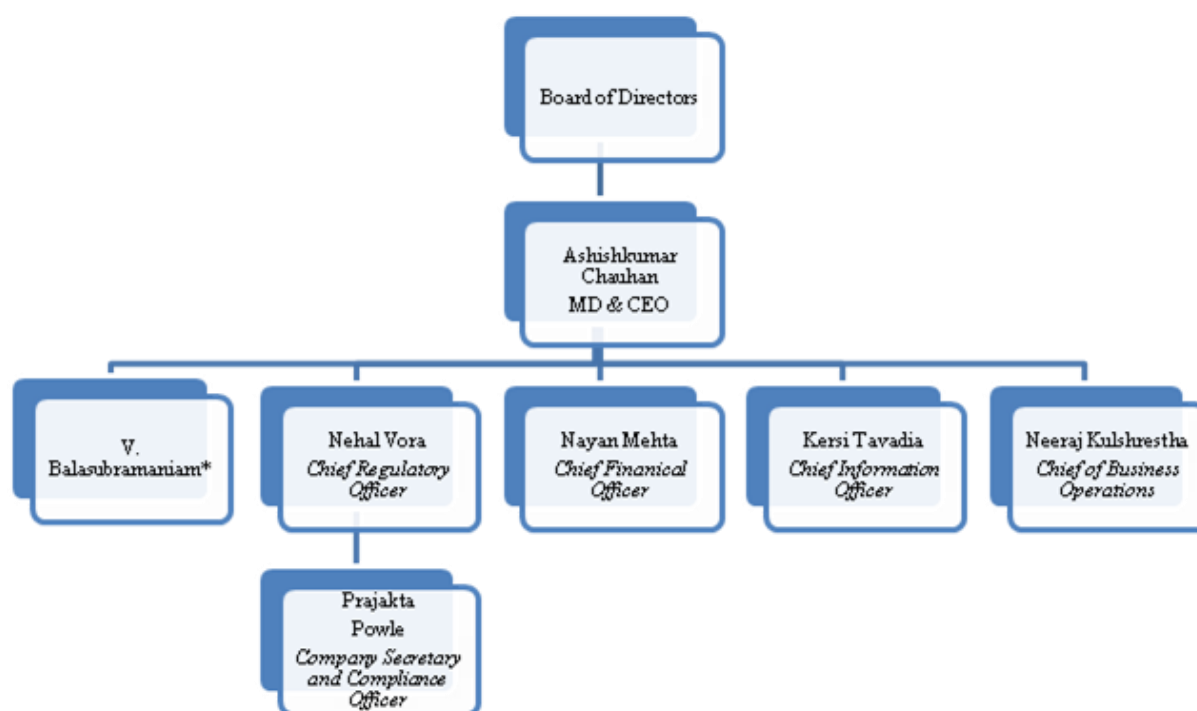 Board of Directors
Ashishkumar
Chauhan
MD & CEO
V.
Balasubramaniam*
Nehal Vora
Chief Regulatory
Officer
Nayan Mehta
Chief Finanical
Officer
Kersi Tavadia
Chief Information
Officer
Neeraj Kulshrestha
Chief of Business
Operations
Prajakta
Powle
Company Secretary
and Compliance
Officer